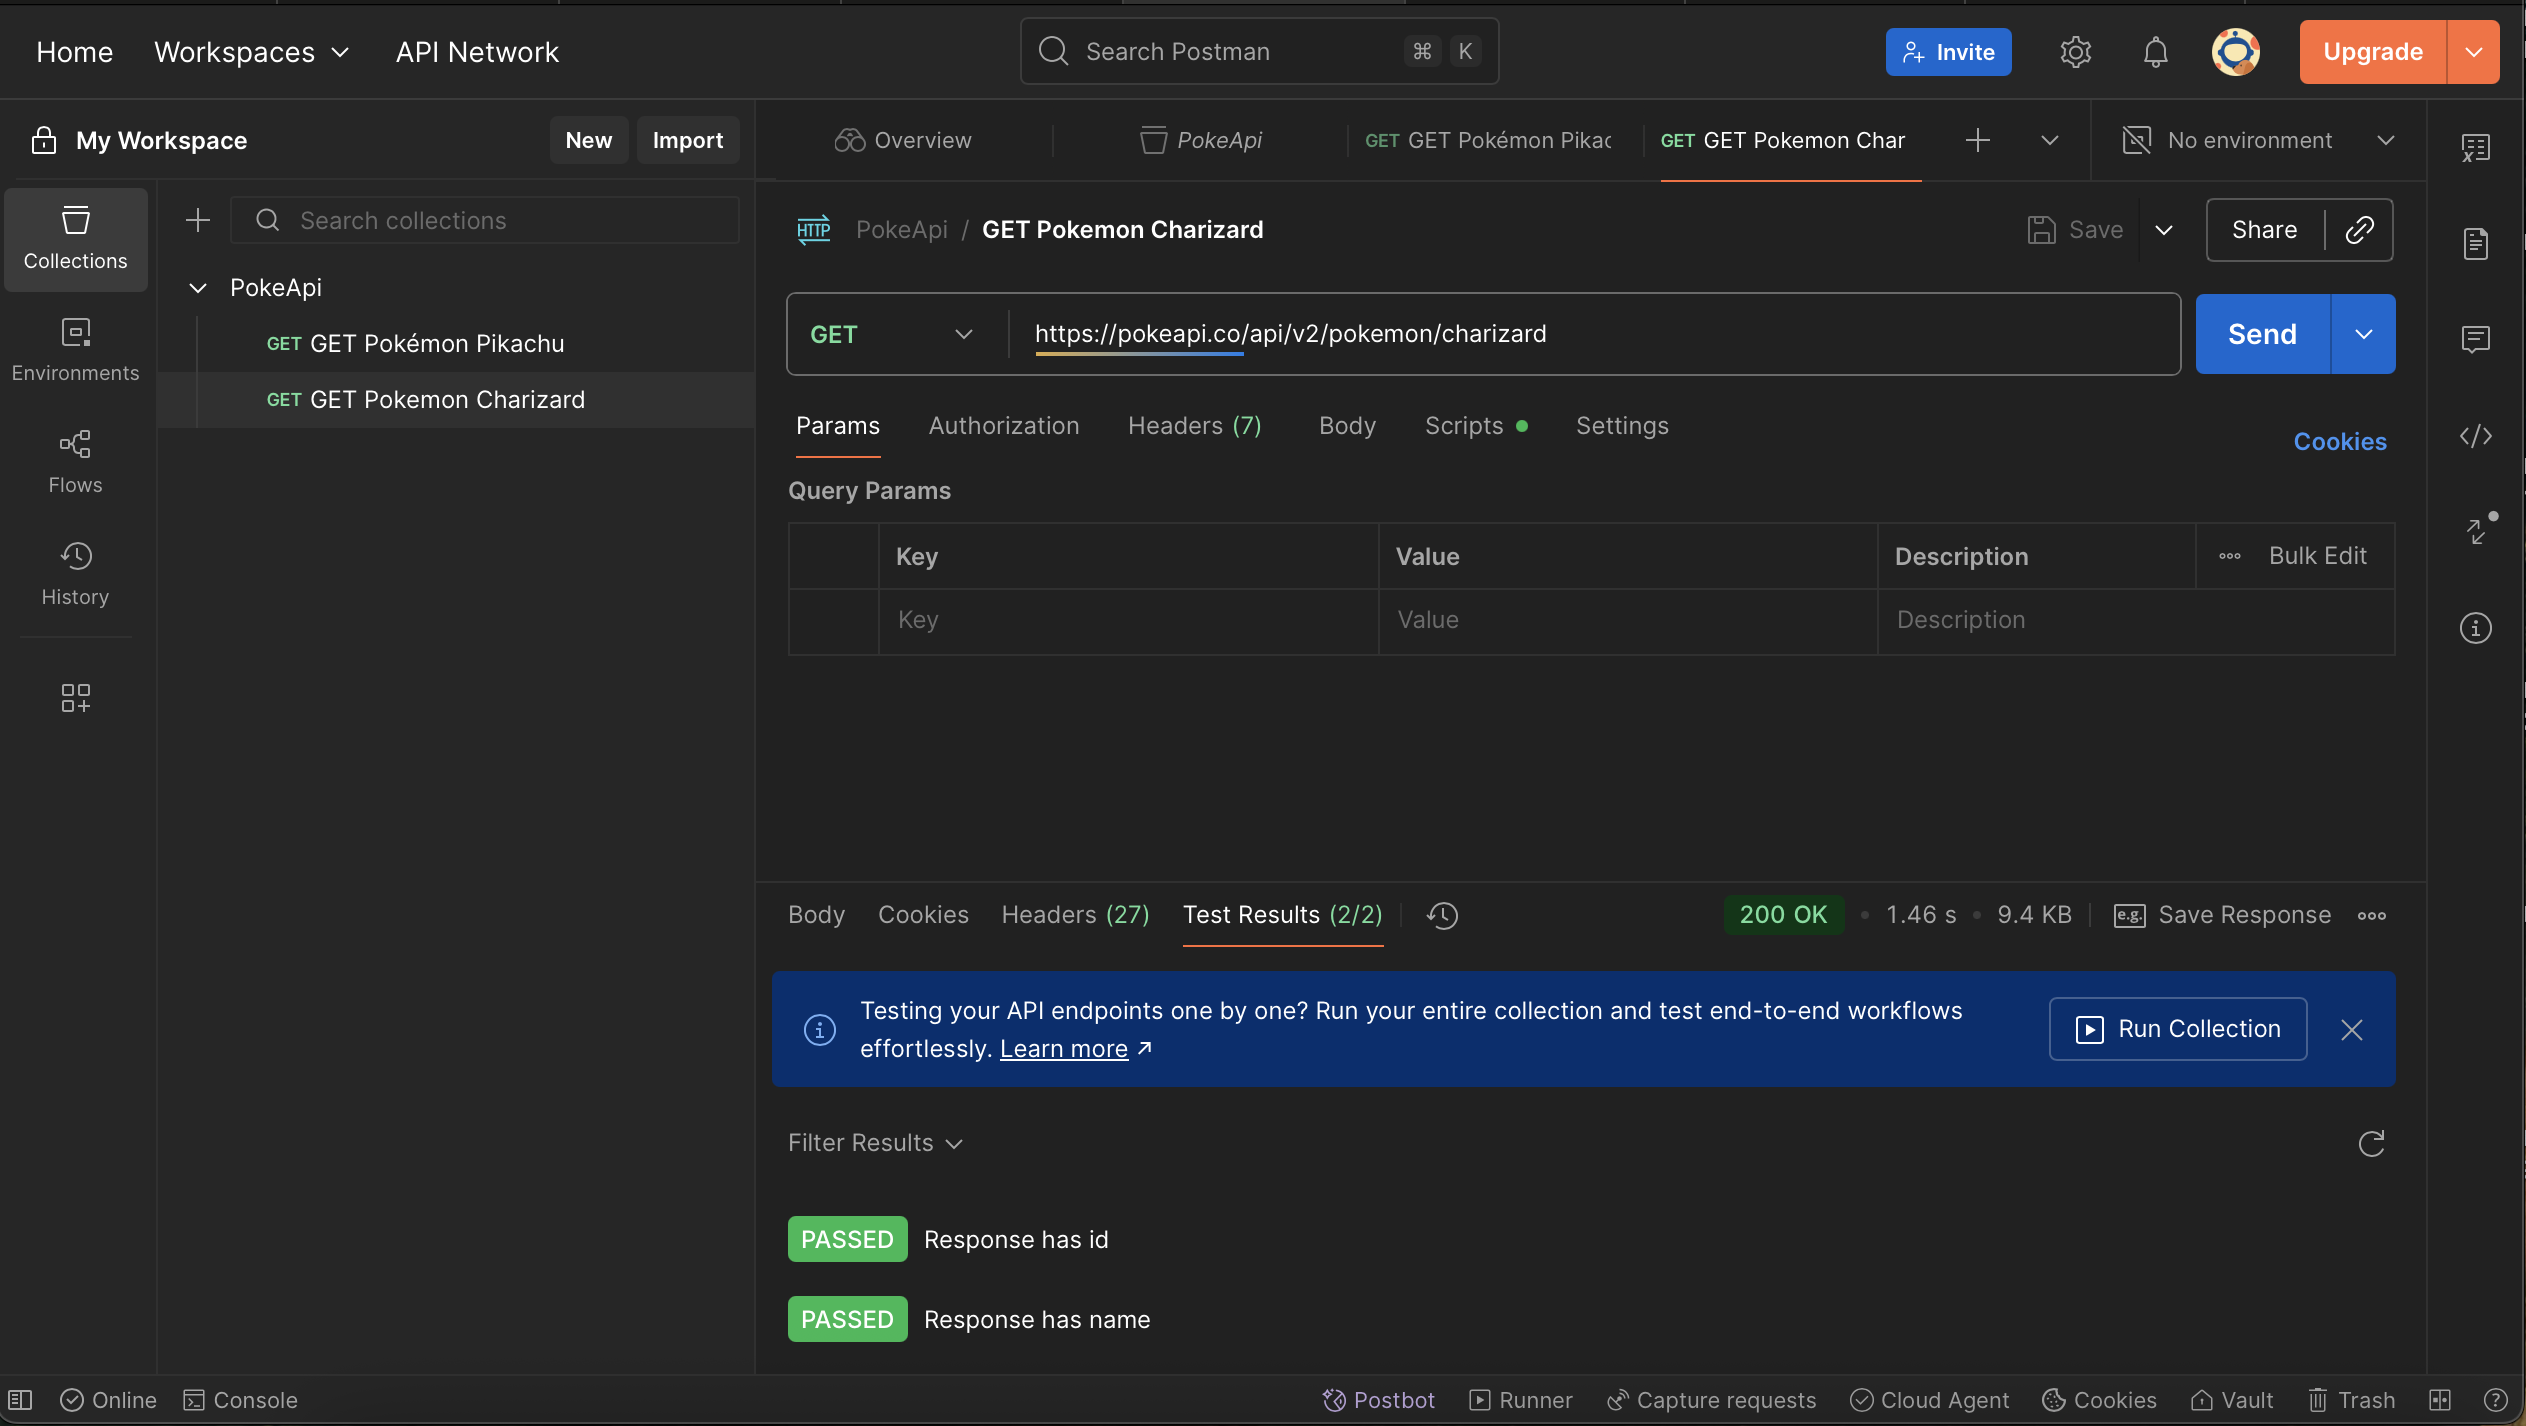 Home Workspaces API Network Search Postman ⌘ K Invite Upgrade
My Workspace New Import
Overview PokeApi GET GET Pokémon Pikac GET GET Pokemon Char No environment
Collections
Environments
Flows
History
Search collections
PokeApi
GET GET Pokémon Pikachu
GET GET Pokemon Charizard
HTTP PokeApi / GET Pokemon Charizard Save Share
GET https://pokeapi.co/api/v2/pokemon/charizard Send
Params Authorization Headers (7) Body Scripts Settings Cookies
Query Params
Key Value Description Bulk Edit
Key Value Description
Body Cookies Headers (27) Test Results (2/2) 200 OK • 1.46 s • 9.4 KB e.g. Save Response
Testing your API endpoints one by one? Run your entire collection and test end-to-end workflows
effortlessly. Learn more ↗
Run Collection
Filter Results
PASSED Response has id
PASSED Response has name
Online Console Postbot Runner Capture requests Cloud Agent Cookies Vault Trash